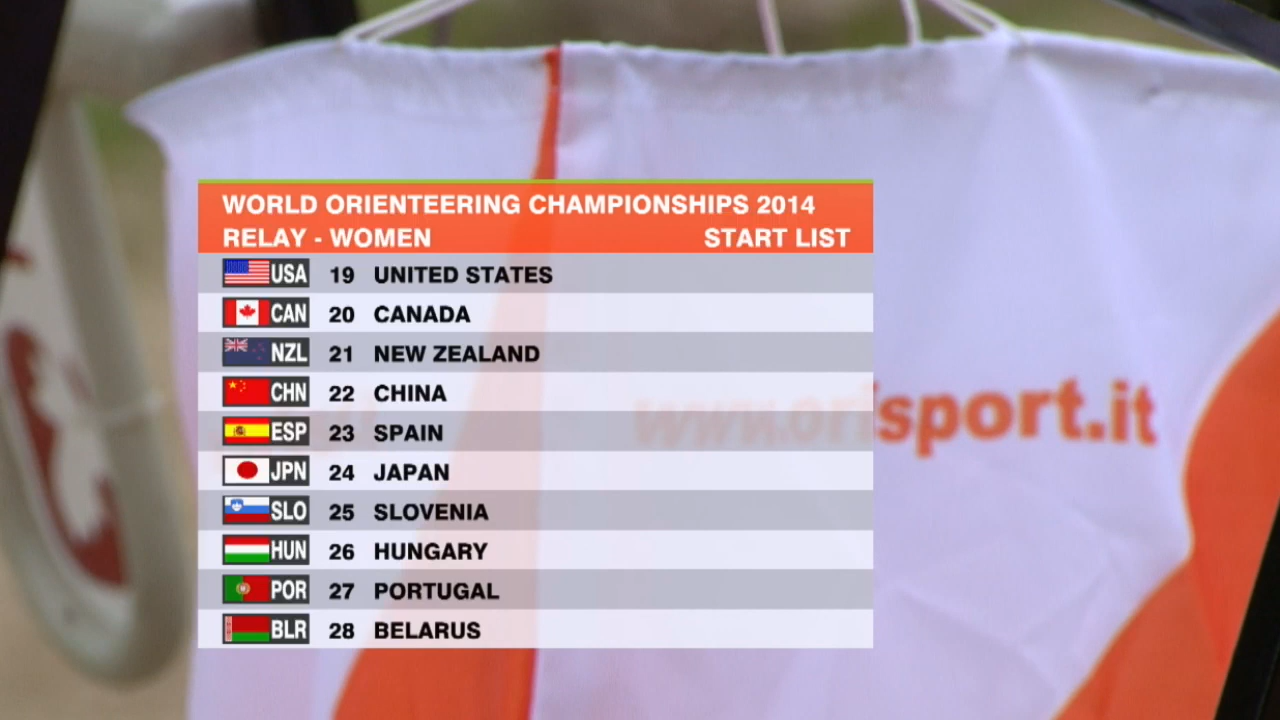 WORLD ORIENTEERING CHAMPIONSHIPS 2014
RELAY - WOMEN START LIST
USA 19 UNITED STATES
CAN 20 CANADA
NZL 21 NEW ZEALAND
CHN 22 CHINA
ESP 23 SPAIN
JPN 24 JAPAN
SLO 25 SLOVENIA
HUN 26 HUNGARY
POR 27 PORTUGAL
BLR 28 BELARUS
www.orisport.it